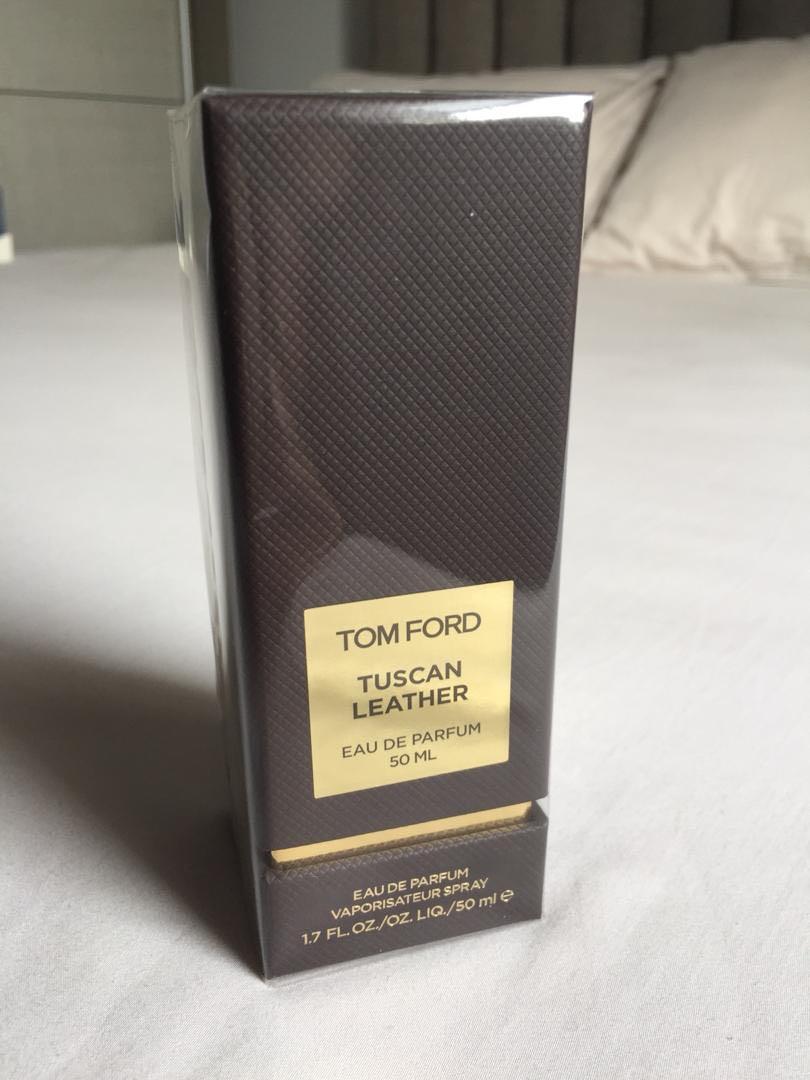 TOM FORD
TUSCAN
LEATHER
EAU DE PARFUM
50 ML
EAU DE PARFUM
VAPORISATEUR SPRAY
1.7 FL. OZ./OZ. LIQ./50 ml ℮